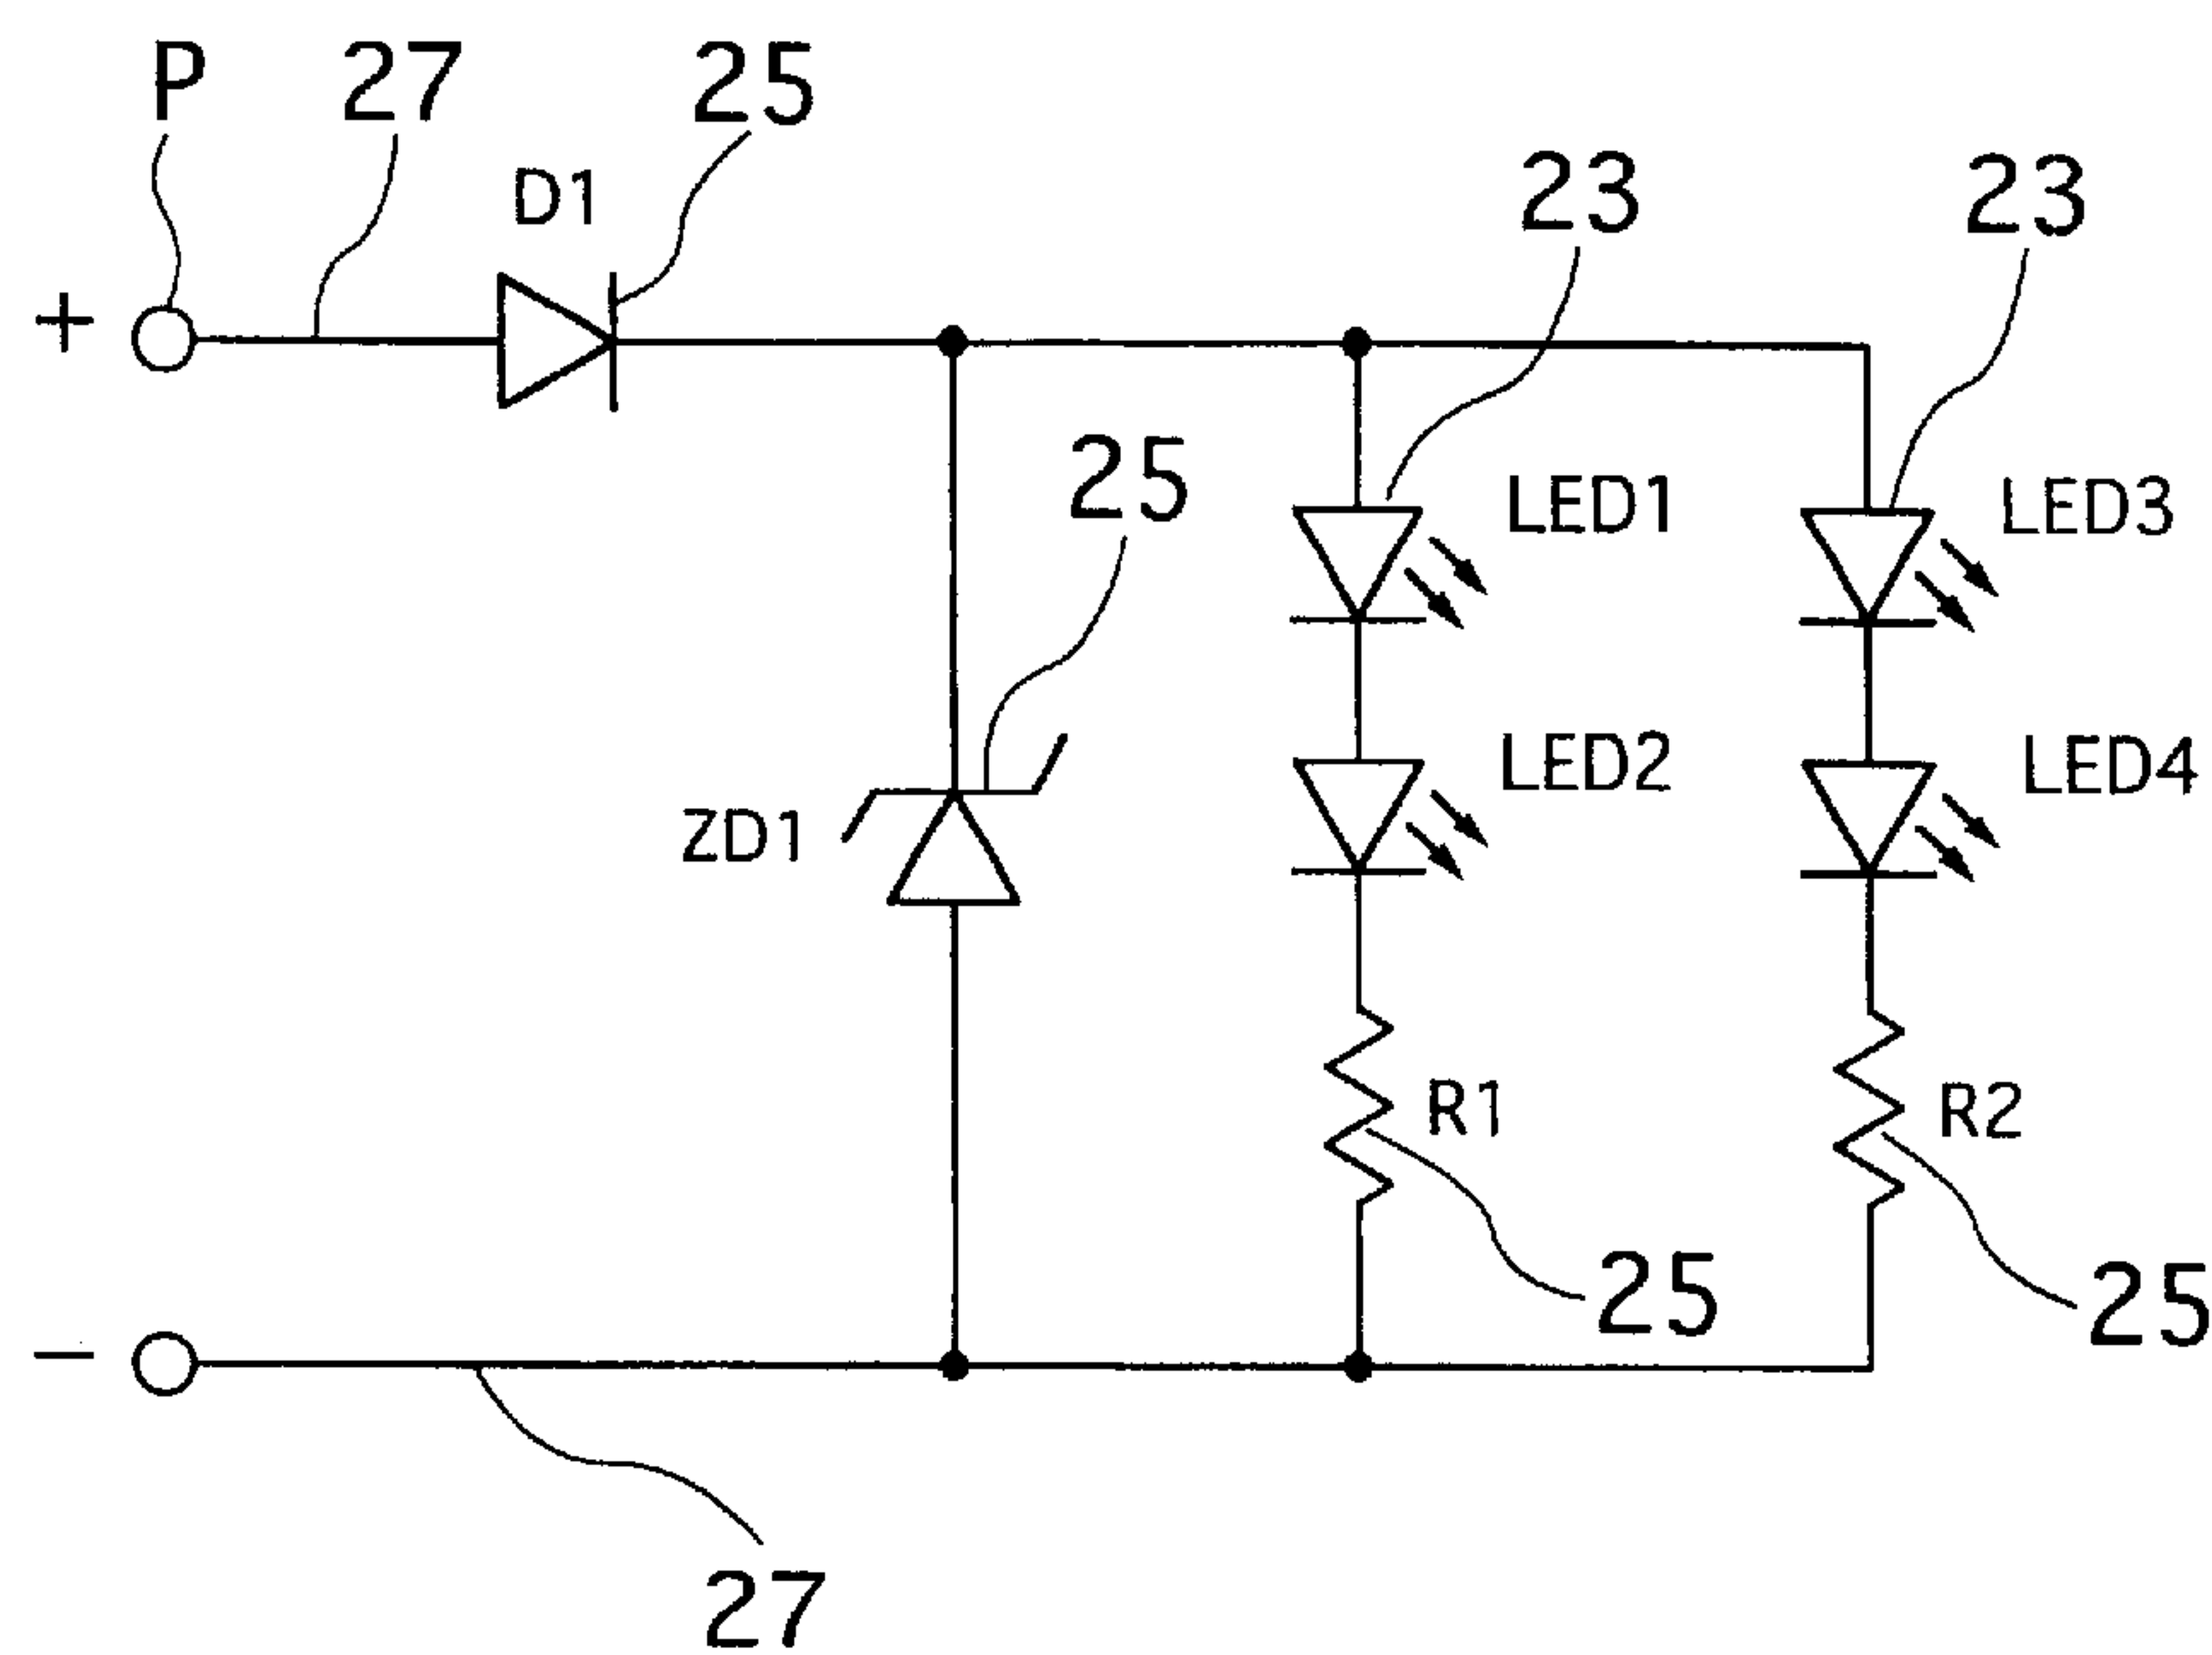 P 27 25
D1
23 23
+
25
LED1 LED3
LED2 LED4
ZD1
R1 R2
25 25
−
27